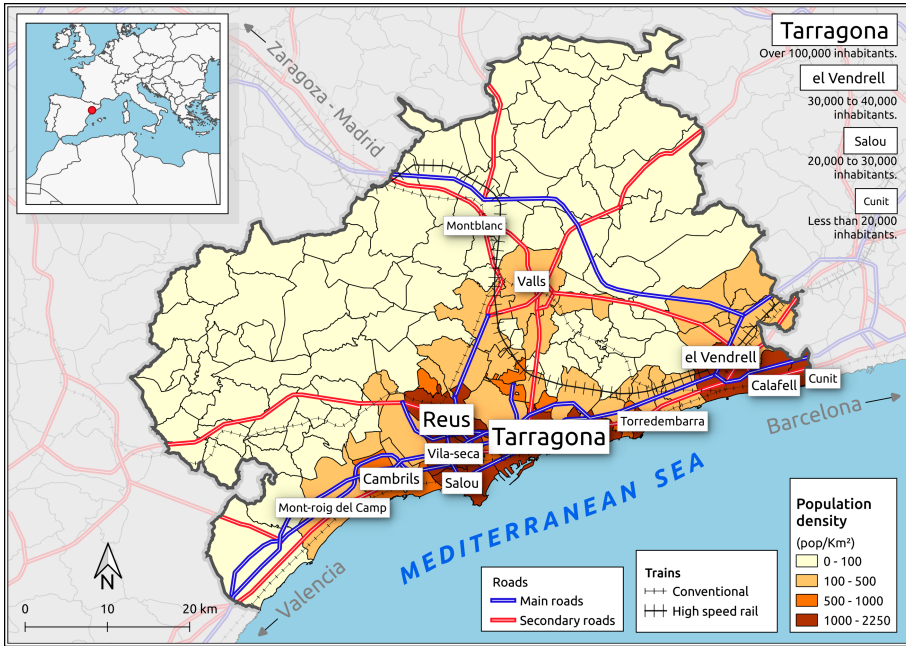 Tarragona
Over 100,000 inhabitants.
el Vendrell
30,000 to 40,000
inhabitants.
Salou
20,000 to 30,000
inhabitants.
Cunit
Less than 20,000
inhabitants.
Zaragoza - Madrid
Montblanc
Valls
el Vendrell
Calafell
Cunit
Barcelona
Reus
Tarragona
Torredembarra
Vila-seca
Cambrils
Salou
Mont-roig del Camp
MEDITERRANEAN SEA
Valencia
N
0 10 20 km
Roads
Main roads
Secondary roads
Trains
Conventional
High speed rail
Population
density
(pop/Km²)
0 - 100
100 - 500
500 - 1000
1000 - 2250